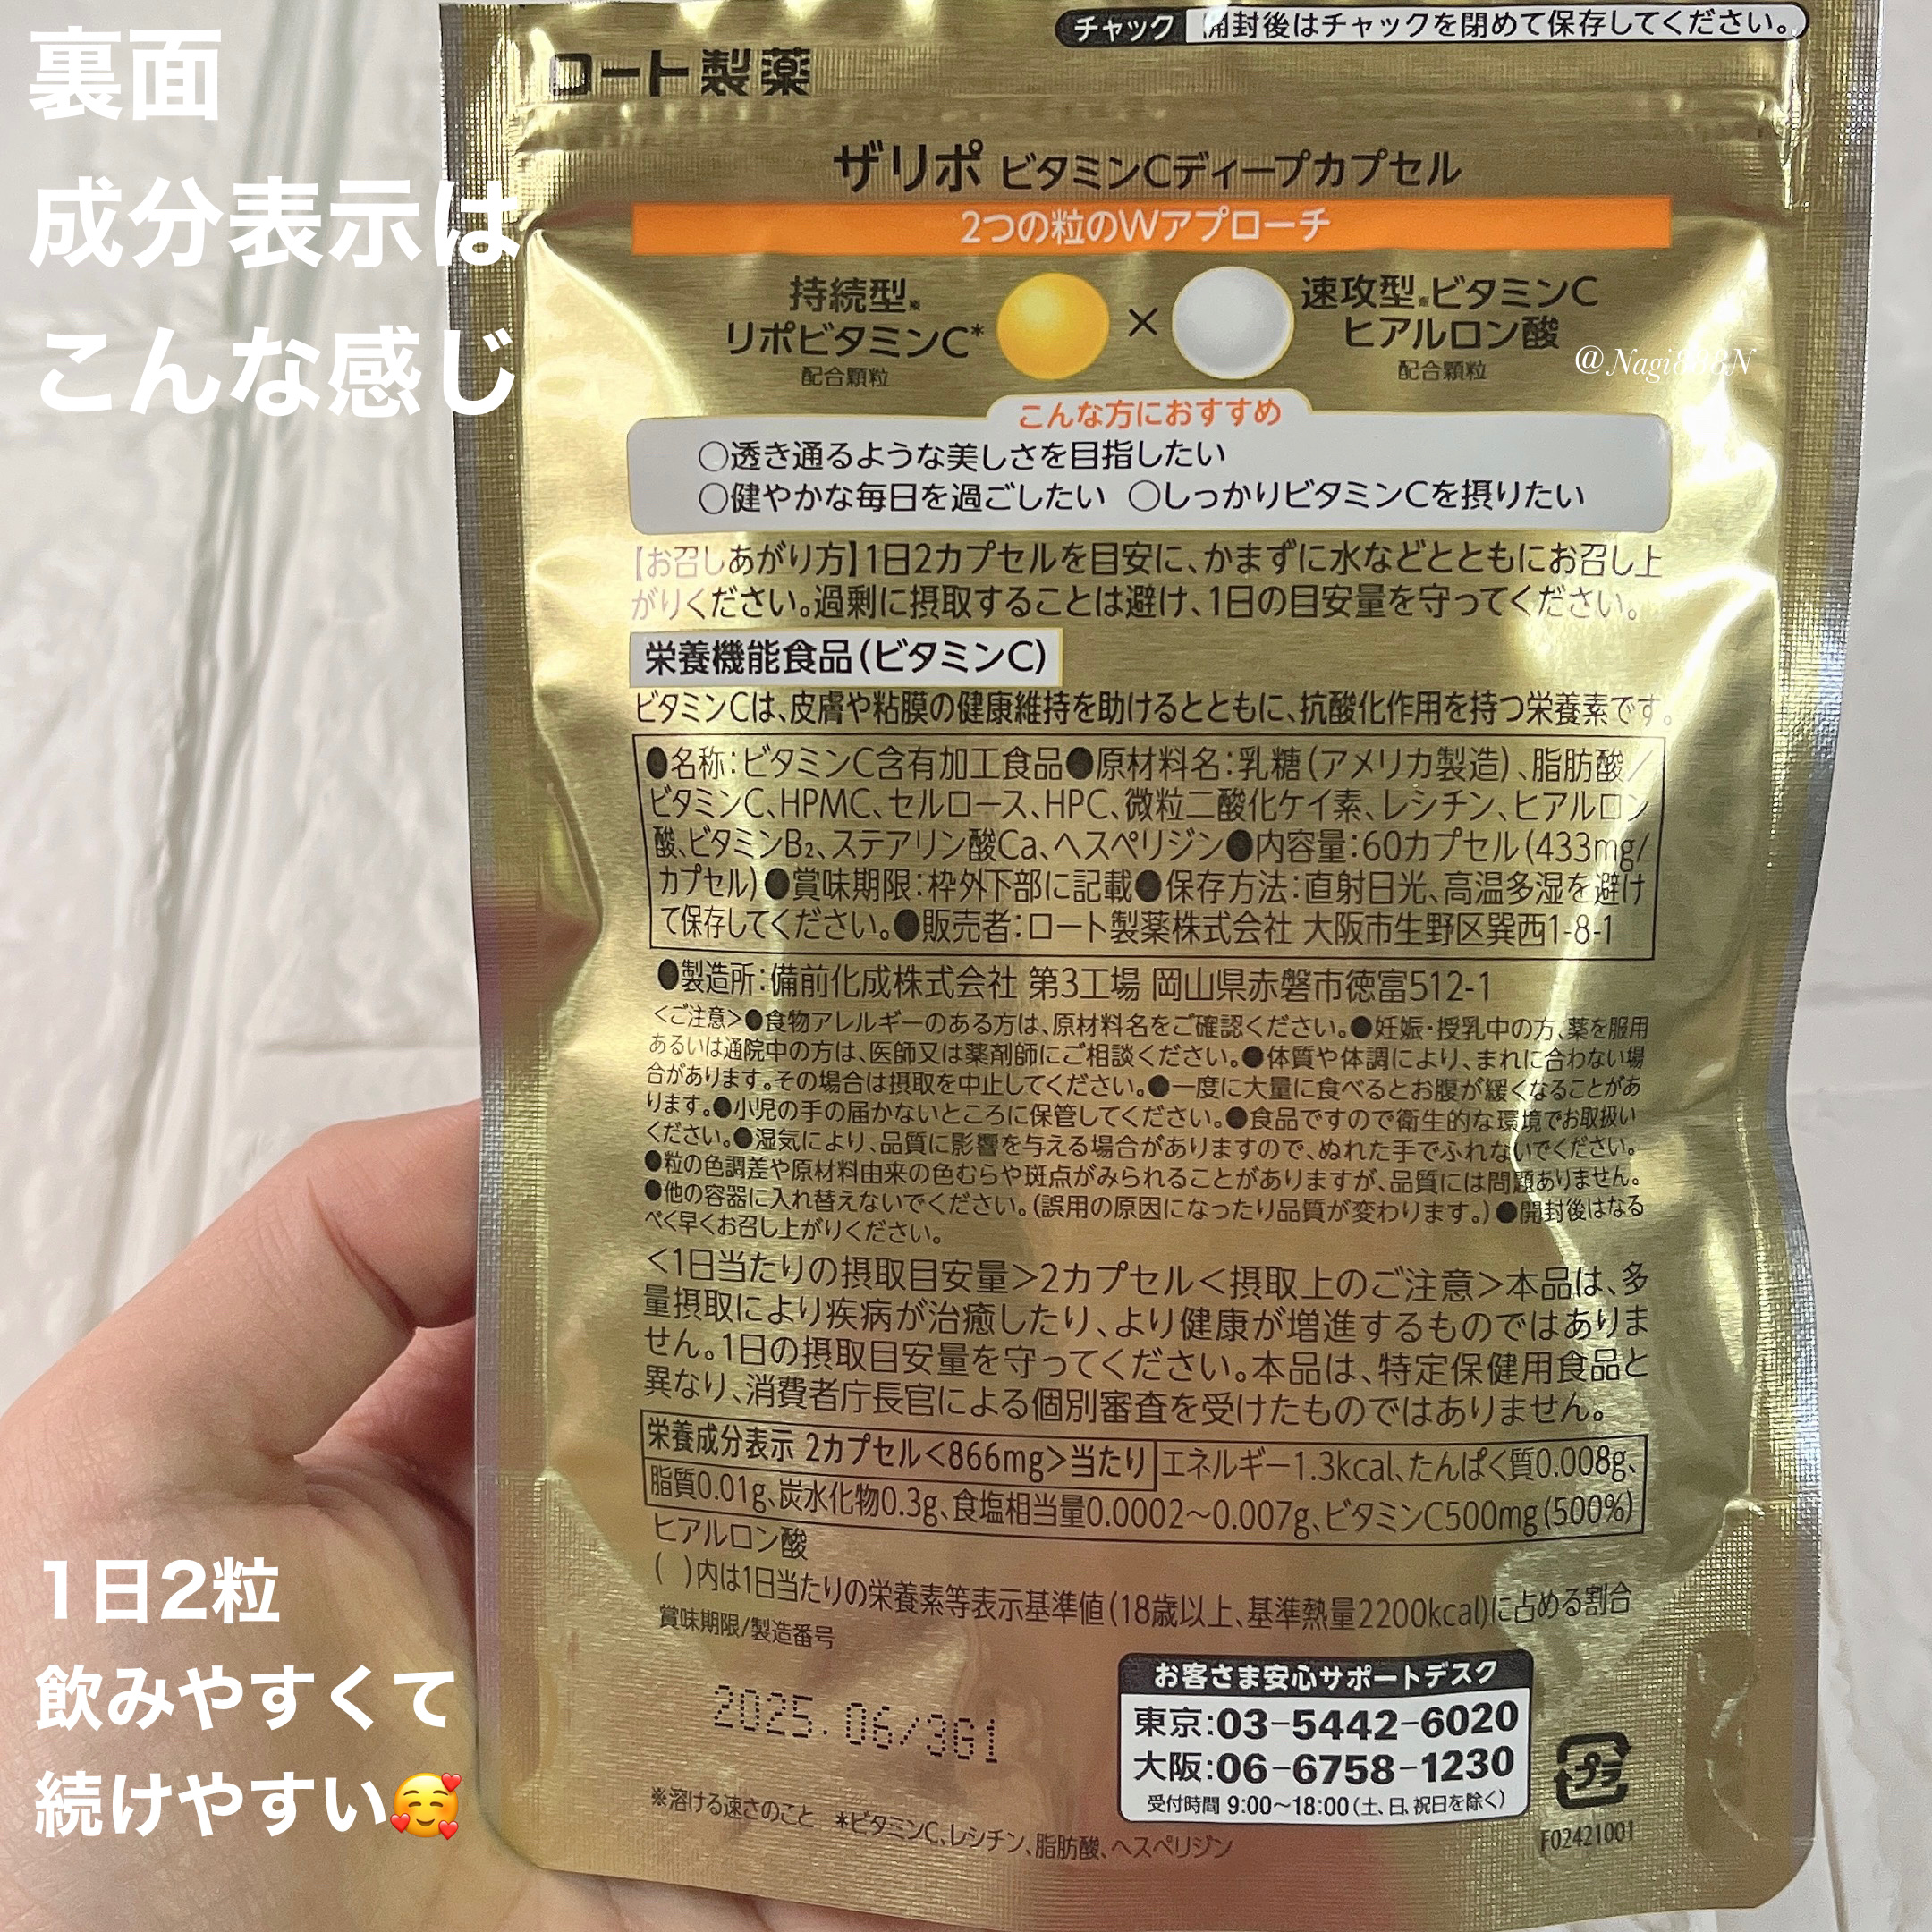 裏面
成分表示は
こんな感じ
チャック 開封後はチャックを閉めて保存してください。
ロート製薬
ザリポ ビタミンCディープカプセル
2つの粒のWアプローチ
持続型※
リポビタミンC*
配合顆粒
×
速攻型※ビタミンC
ヒアルロン酸
配合顆粒
こんな方におすすめ
○透き通るような美しさを目指したい
○健やかな毎日を過ごしたい ○しっかりビタミンCを摂りたい
【お召しあがり方】1日2カプセルを目安に、かまずに水などとともにお召し上
がりください。過剰に摂取することは避け、1日の目安量を守ってください。
栄養機能食品(ビタミンC)
ビタミンCは、皮膚や粘膜の健康維持を助けるとともに、抗酸化作用を持つ栄養素です。
●名称:ビタミンC含有加工食品●原材料名:乳糖(アメリカ製造)、脂肪酸/
ビタミンC、HPMC、セルロース、HPC、微粒二酸化ケイ素、レシチン、ヒアルロン
酸、ビタミンB₂、ステアリン酸Ca、ヘスペリジン●内容量:60カプセル(433mg/
カプセル)●賞味期限:枠外下部に記載●保存方法:直射日光、高温多湿を避け
て保存してください。●販売者:ロート製薬株式会社 大阪市生野区巽西1-8-1
●製造所:備前化成株式会社 第3工場 岡山県赤磐市徳富512-1
<ご注意>●食物アレルギーのある方は、原材料名をご確認ください。●妊娠・授乳中の方、薬を服用
あるいは通院中の方は、医師又は薬剤師にご相談ください。●体質や体調により、まれに合わない場
合があります。その場合は摂取を中止してください。●一度に大量に食べるとお腹が緩くなることがあ
ります。●小児の手の届かないところに保管してください。●食品ですので衛生的な環境でお取扱い
ください。●湿気により、品質に影響を与える場合がありますので、ぬれた手でふれないでください。
●粒の色調差や原材料由来の色むらや斑点がみられることがありますが、品質には問題ありません。
●他の容器に入れ替えないでください。(誤用の原因になったり品質が変わります。)●開封後はなる
べく早くお召し上がりください。
<1日当たりの摂取目安量>2カプセル<摂取上のご注意>本品は、多
量摂取により疾病が治癒したり、より健康が増進するものではありま
せん。1日の摂取目安量を守ってください。本品は、特定保健用食品と
異なり、消費者庁長官による個別審査を受けたものではありません。
栄養成分表示 2カプセル<866mg>当たり エネルギー1.3kcal、たんぱく質0.008g、
脂質0.01g、炭水化物0.3g、食塩相当量0.0002〜0.007g、ビタミンC500mg(500%)
ヒアルロン酸
( )内は1日当たりの栄養素等表示基準値(18歳以上、基準熱量2200kcal)に占める割合
賞味期限/製造番号
2025.06/3G1
お客さま安心サポートデスク
東京:03-5442-6020
大阪:06-6758-1230
受付時間 9:00〜18:00(土、日、祝日を除く)
プラ
F02421001
※溶ける速さのこと *ビタミンC、レシチン、脂肪酸、ヘスペリジン
1日2粒
飲みやすくて
続けやすい🥰